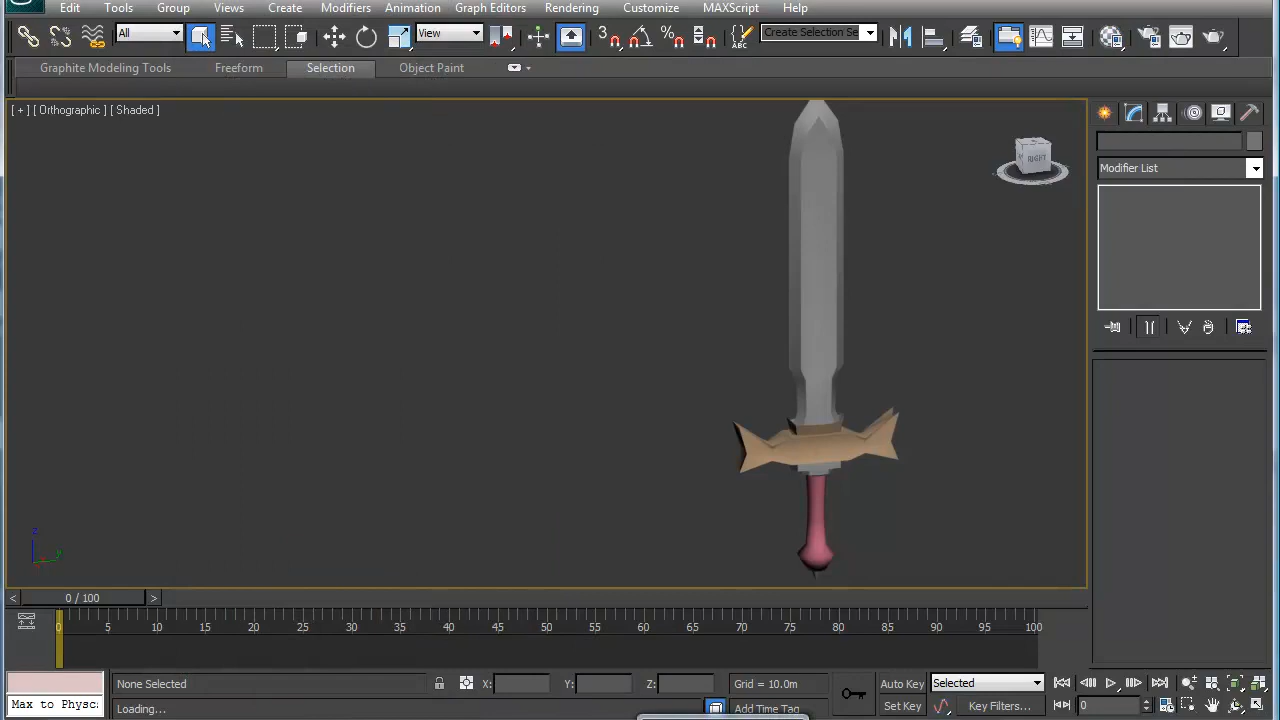 Edit Tools Group Views Create Modifiers Animation Graph Editors Rendering Customize MAXScript Help
All View 3 % ABC Create Selection Se
Graphite Modeling Tools Freeform Selection Object Paint
[ + ] [ Orthographic ] [ Shaded ]
RIGHT
Modifier List
z
y
< 0 / 100 >
0 5 10 15 20 25 30 35 40 45 50 55 60 65 70 75 80 85 90 95 100
None Selected X: Y: Z: Grid = 10.0m Auto Key Selected
Max to Physc Loading... Add Time Tag Set Key Key Filters... 0